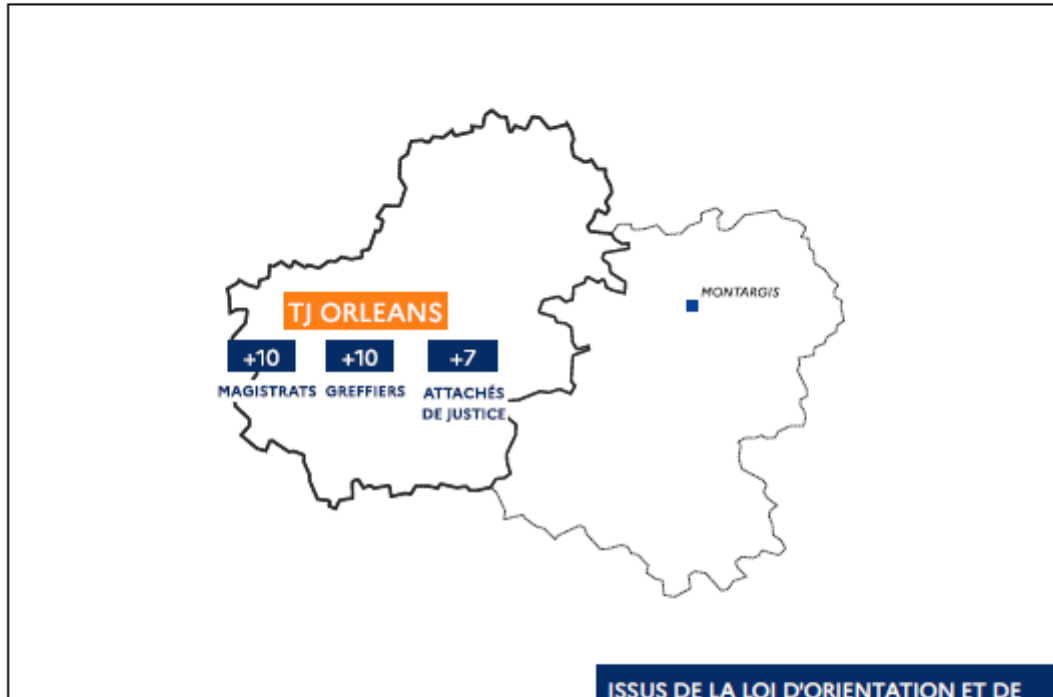 MONTARGIS
TJ ORLEANS
+10
+10
+7
MAGISTRATS
GREFFIERS
ATTACHÉS
DE JUSTICE
ISSUS DE LA LOI D'ORIENTATION ET DE